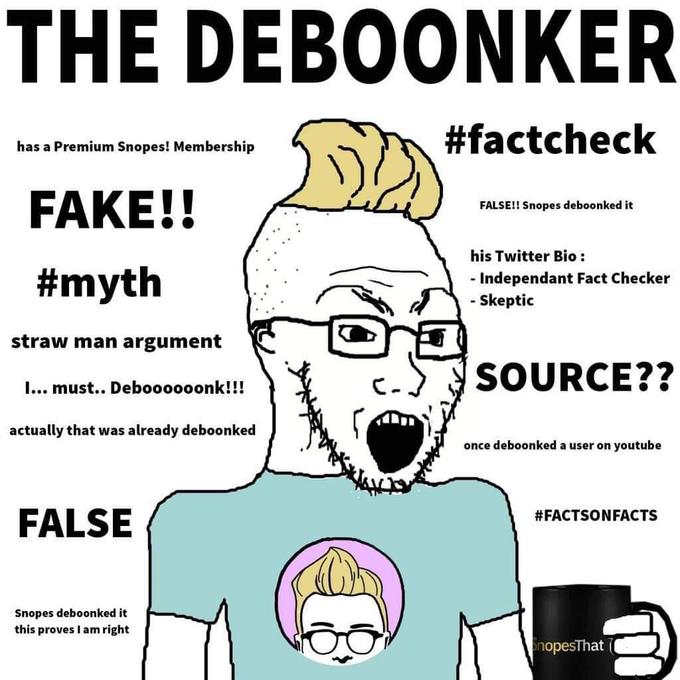 THE DEBOONKER
has a Premium Snopes! Membership
#factcheck
FAKE!!
FALSE!! Snopes deboonked it
#myth
his Twitter Bio :
- Independant Fact Checker
- Skeptic
straw man argument
I... must.. Deboooooonk!!!
SOURCE??
actually that was already deboonked
once deboonked a user on youtube
FALSE
#FACTSONFACTS
Snopes deboonked it
this proves I am right
SnopesThat